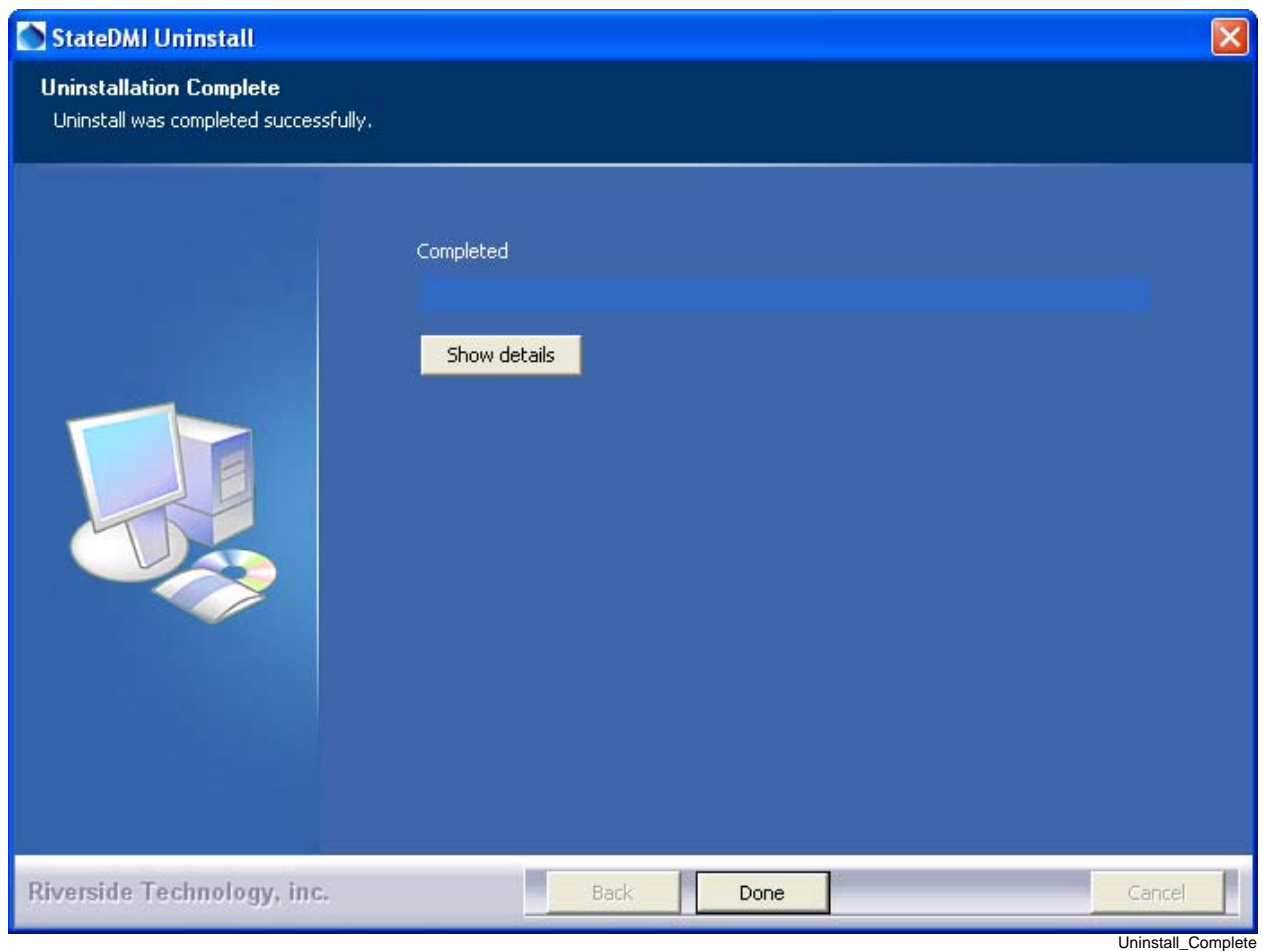 StateDMI Uninstall
Uninstallation Complete
Uninstall was completed successfully.
Completed
Show details
Riverside Technology, inc.
Back
Done
Cancel
Uninstall_Complete